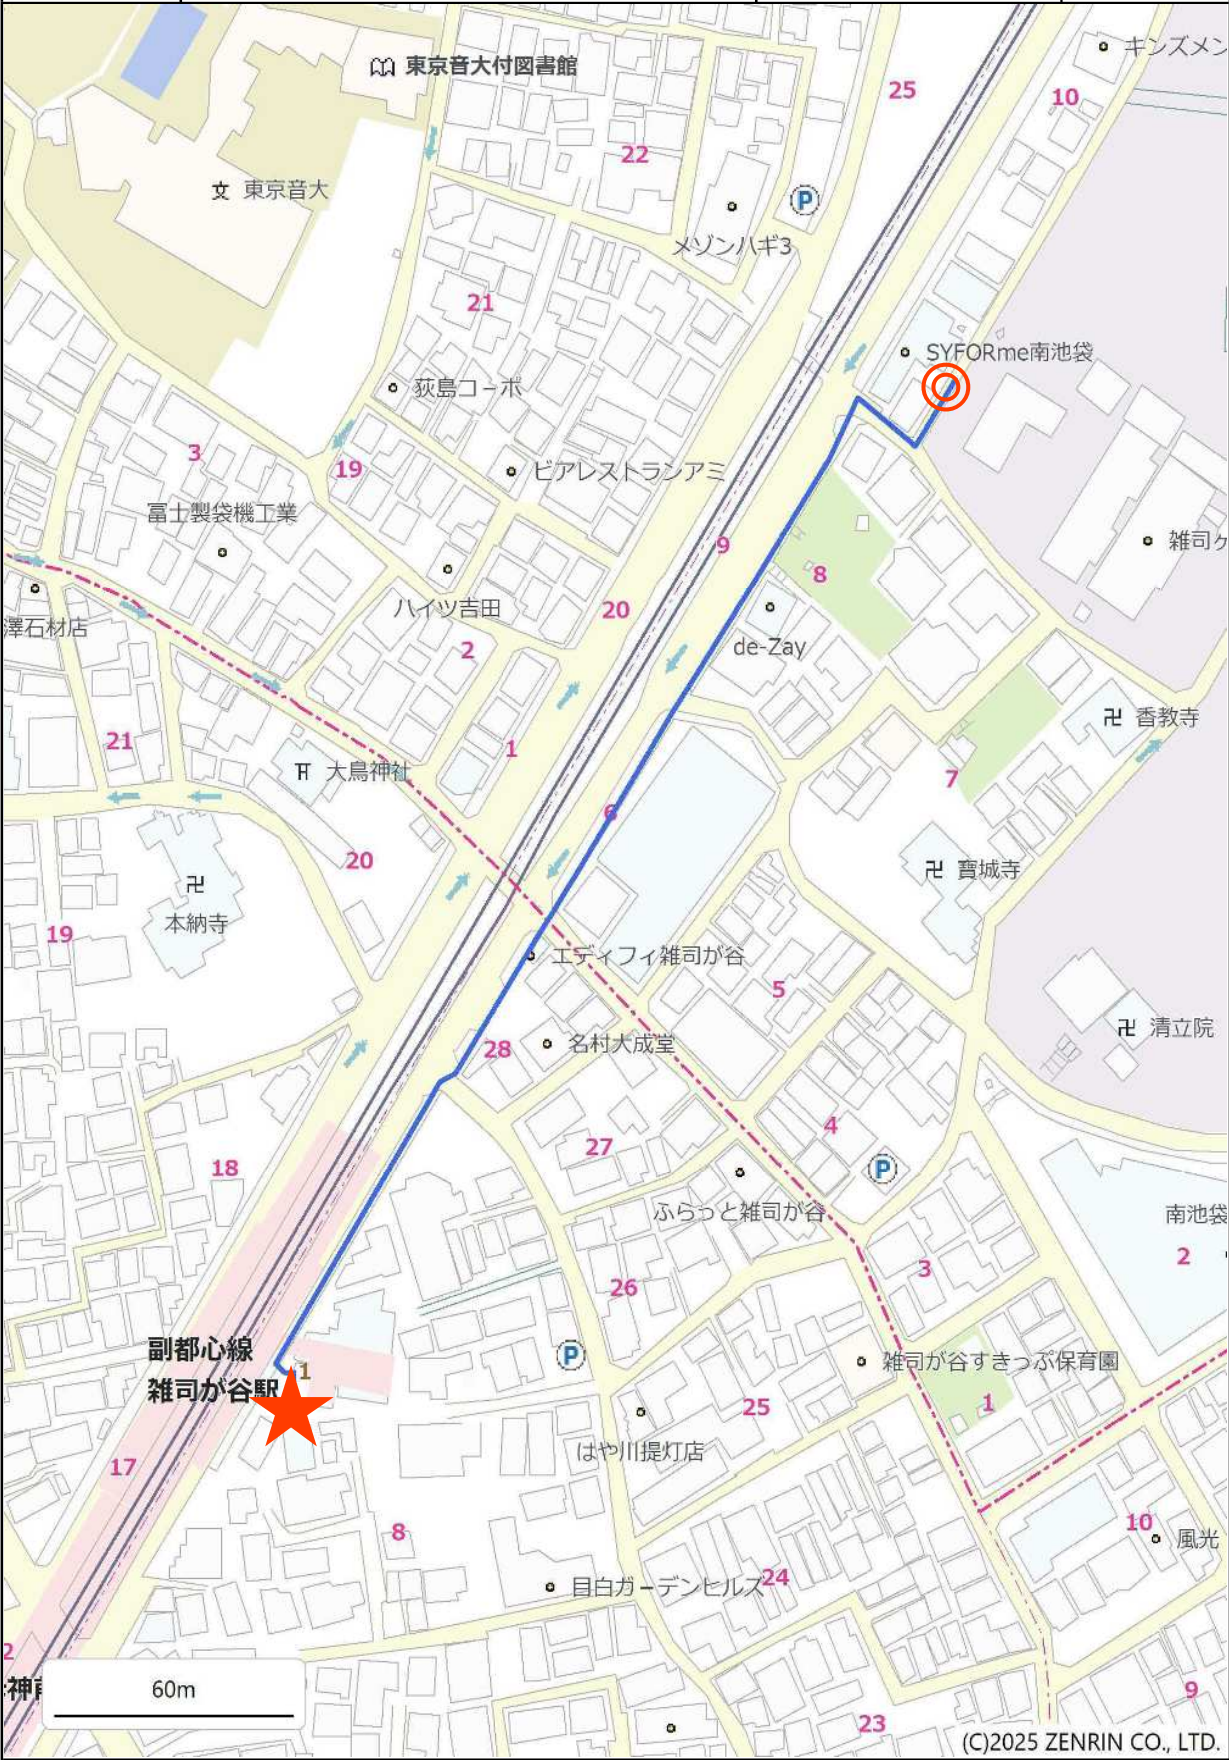 東京音大付図書館
キンズメン
25
10
22
文 東京音大
P
メゾンハギ3
21
SYFORme南池袋
荻島コーポ
3
19
ビアレストランアミ
冨士製袋機工業
雑司ケ
9
8
ハイツ吉田
20
澤石材店
2
de-Zay
卍 香教寺
21
1
大鳥神社
7
6
20
卍
本納寺
卍 寶城寺
19
エディフィ雑司が谷
5
卍 清立院
28
名村大成堂
4
27
18
P
ふらっと雑司が谷
南池袋
2
3
26
副都心線
雑司が谷駅
1
P
雑司が谷すきっぷ保育園
25
1
はや川提灯店
17
8
10
風光
目白ガーデンヒルズ
24
2
60m
9
23
(C)2025 ZENRIN CO., LTD.